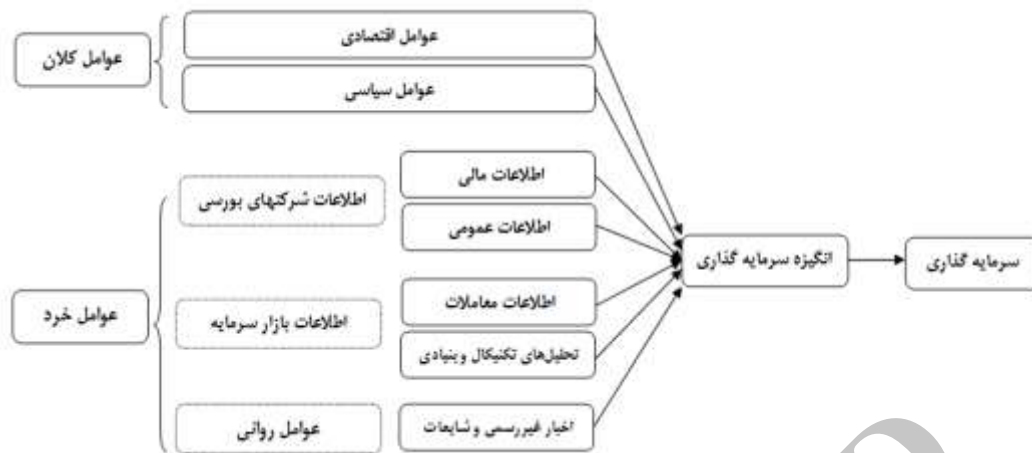 عوامل کلان
عوامل اقتصادی
عوامل سیاسی
عوامل خرد
اطلاعات شرکتهای بورسی
اطلاعات مالی
اطلاعات عمومی
اطلاعات بازار سرمایه
اطلاعات معاملات
تحلیل‌های تکنیکال و بنیادی
عوامل روانی
اخبار غیررسمی و شایعات
انگیزه سرمایه گذاری
سرمایه گذاری